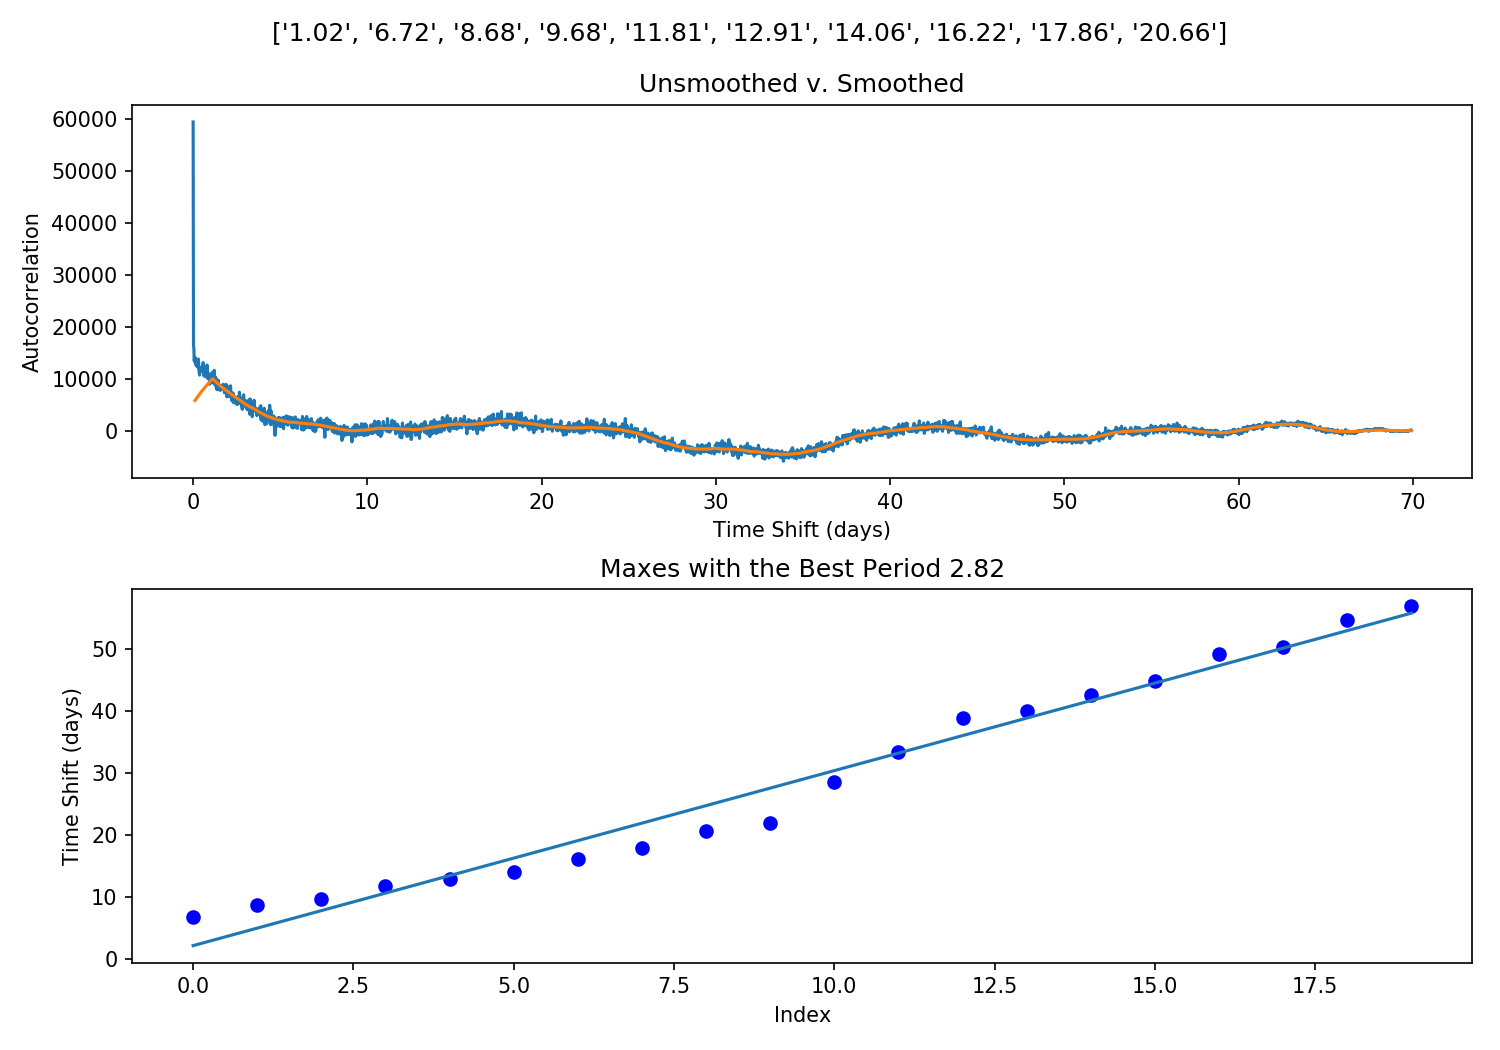 ['1.02', '6.72', '8.68', '9.68', '11.81', '12.91', '14.06', '16.22', '17.86', '20.66']
Unsmoothed v. Smoothed
Autocorrelation
60000
50000
40000
30000
20000
10000
0
0 10 20 30 40 50 60 70
Time Shift (days)
Maxes with the Best Period 2.82
Time Shift (days)
50
40
30
20
10
0
0.0 2.5 5.0 7.5 10.0 12.5 15.0 17.5
Index